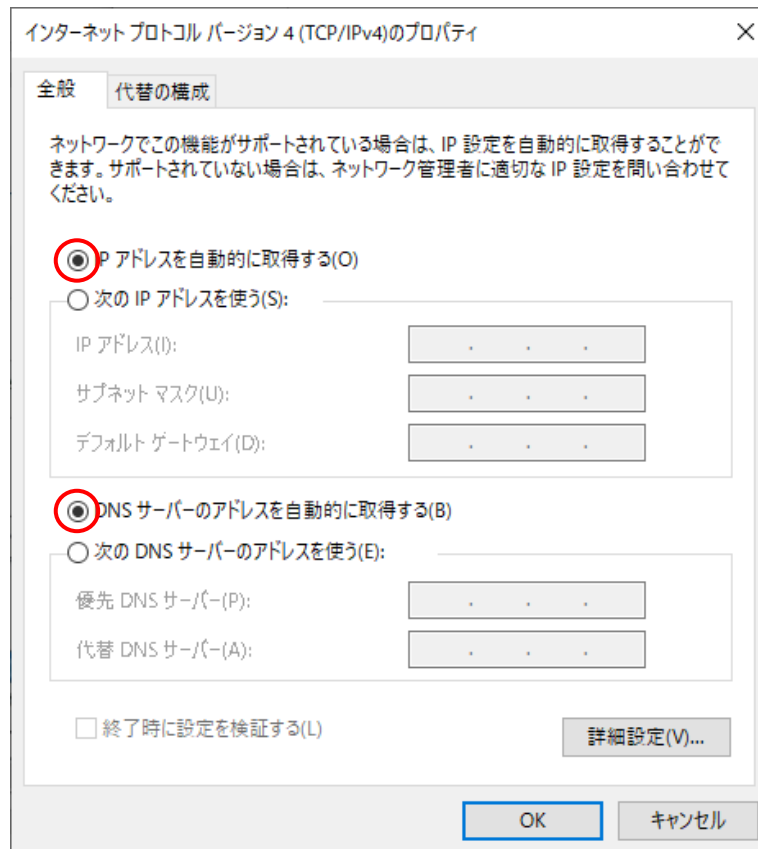 インターネット プロトコル バージョン 4 (TCP/IPv4)のプロパティ
全般
代替の構成
ネットワークでこの機能がサポートされている場合は、IP 設定を自動的に取得することがで
きます。サポートされていない場合は、ネットワーク管理者に適切な IP 設定を問い合わせて
ください。
IP アドレスを自動的に取得する(O)
次の IP アドレスを使う(S):
IP アドレス(I):
サブネット マスク(U):
デフォルト ゲートウェイ(D):
DNS サーバーのアドレスを自動的に取得する(B)
次の DNS サーバーのアドレスを使う(E):
優先 DNS サーバー(P):
代替 DNS サーバー(A):
終了時に設定を検証する(L)
詳細設定(V)...
OK
キャンセル